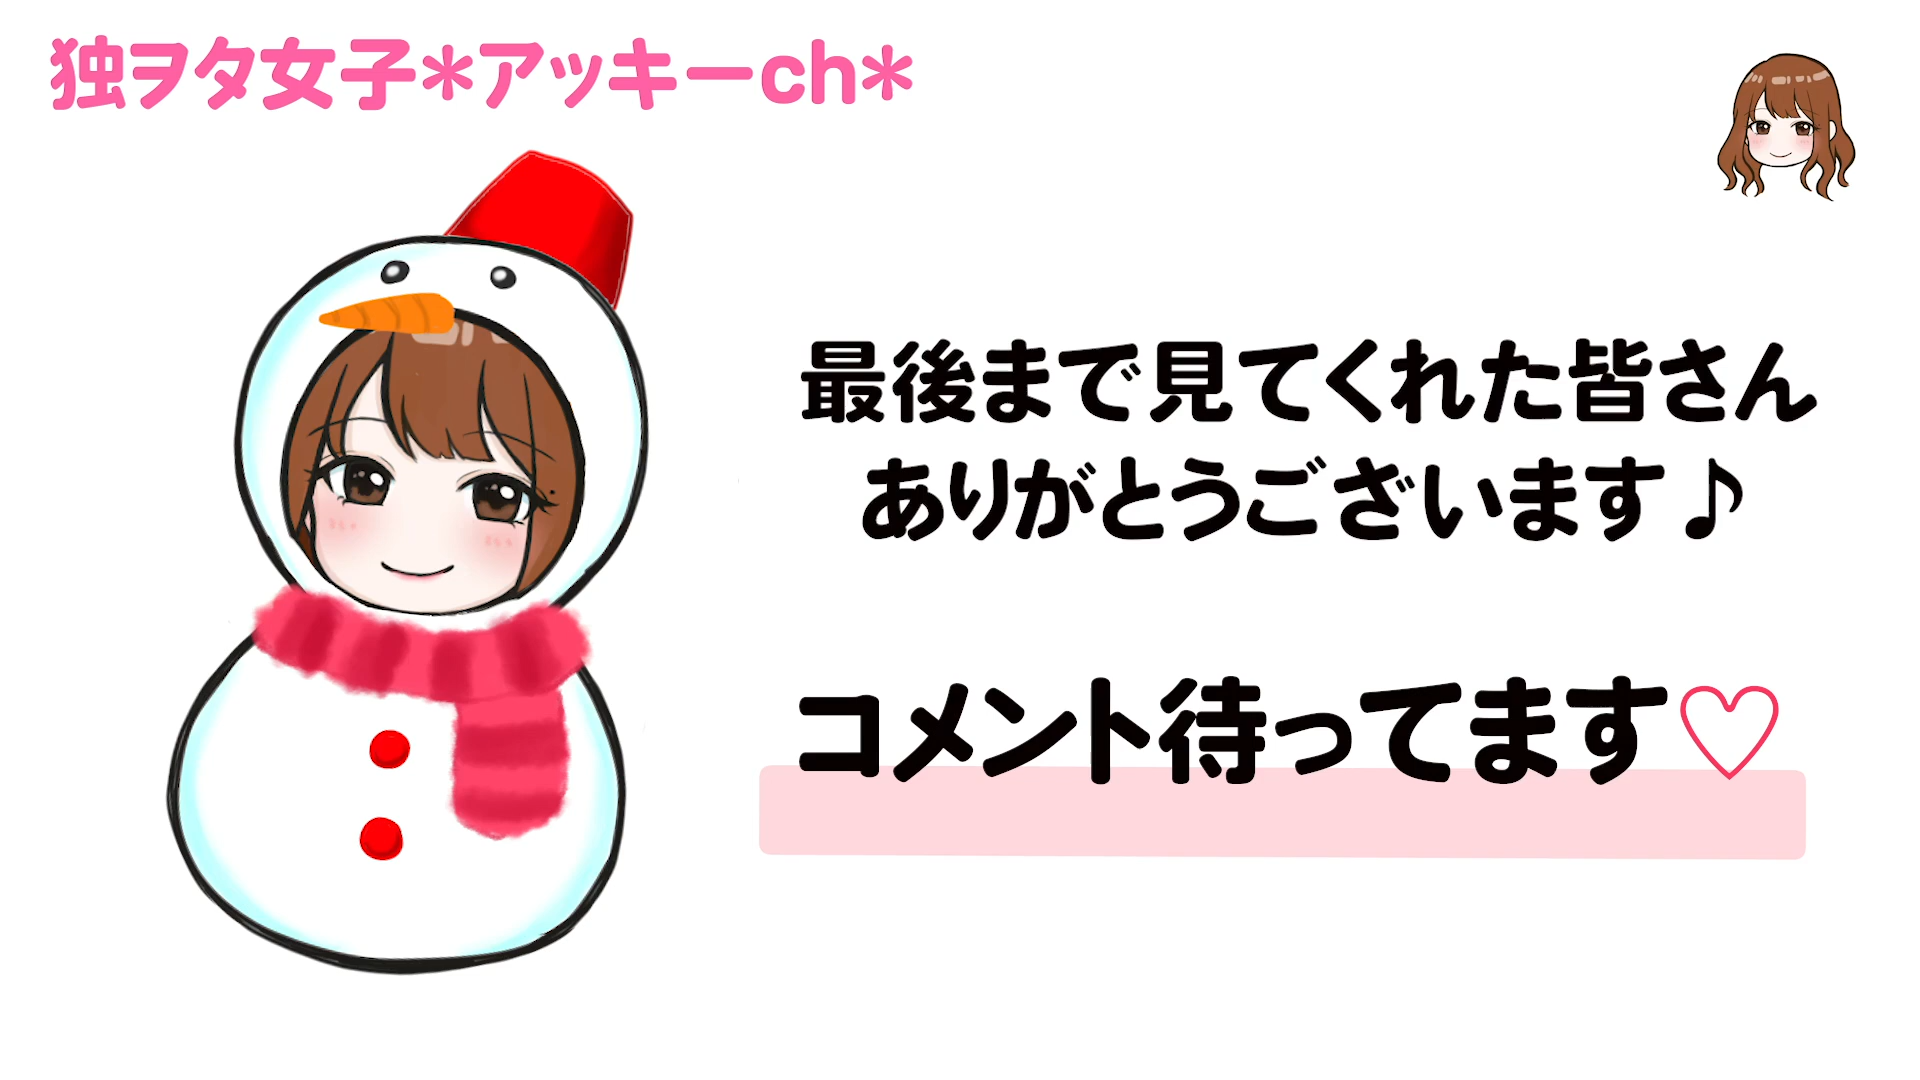 独ヲタ女子*アッキーch*
最後まで見てくれた皆さん
ありがとうございます♪
コメント待ってます♡